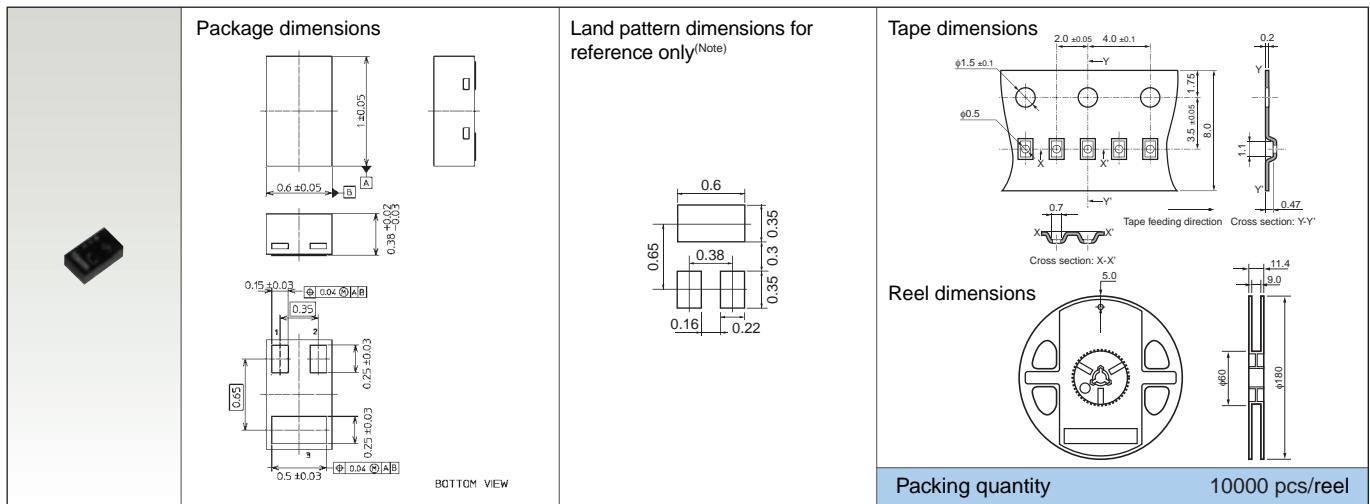 Package dimensions
1 ±0.05
A
0.6 ±0.05
B
0.38 +0.02 -0.03
0.15 ±0.03
⌖ 0.04 Ⓜ A B
0.35
1 2
0.25 ±0.03
0.65
0.25 ±0.03
3
⌖ 0.04 Ⓜ A B
0.5 ±0.03
BOTTOM VIEW
Land pattern dimensions for
reference only(Note)
0.6
0.35
0.3
0.65
0.38
0.35
0.16
0.22
Tape dimensions
2.0 ±0.05
4.0 ±0.1
0.2
φ1.5 ±0.1
Y
Y
1.75
φ0.5
3.5 ±0.05
8.0
1.1
X X'
Y'
Y'
0.47
0.7
Tape feeding direction
Cross section: Y-Y'
X X'
Cross section: X-X'
Reel dimensions
5.0
11.4
9.0
φ60
φ180
Packing quantity 10000 pcs/reel